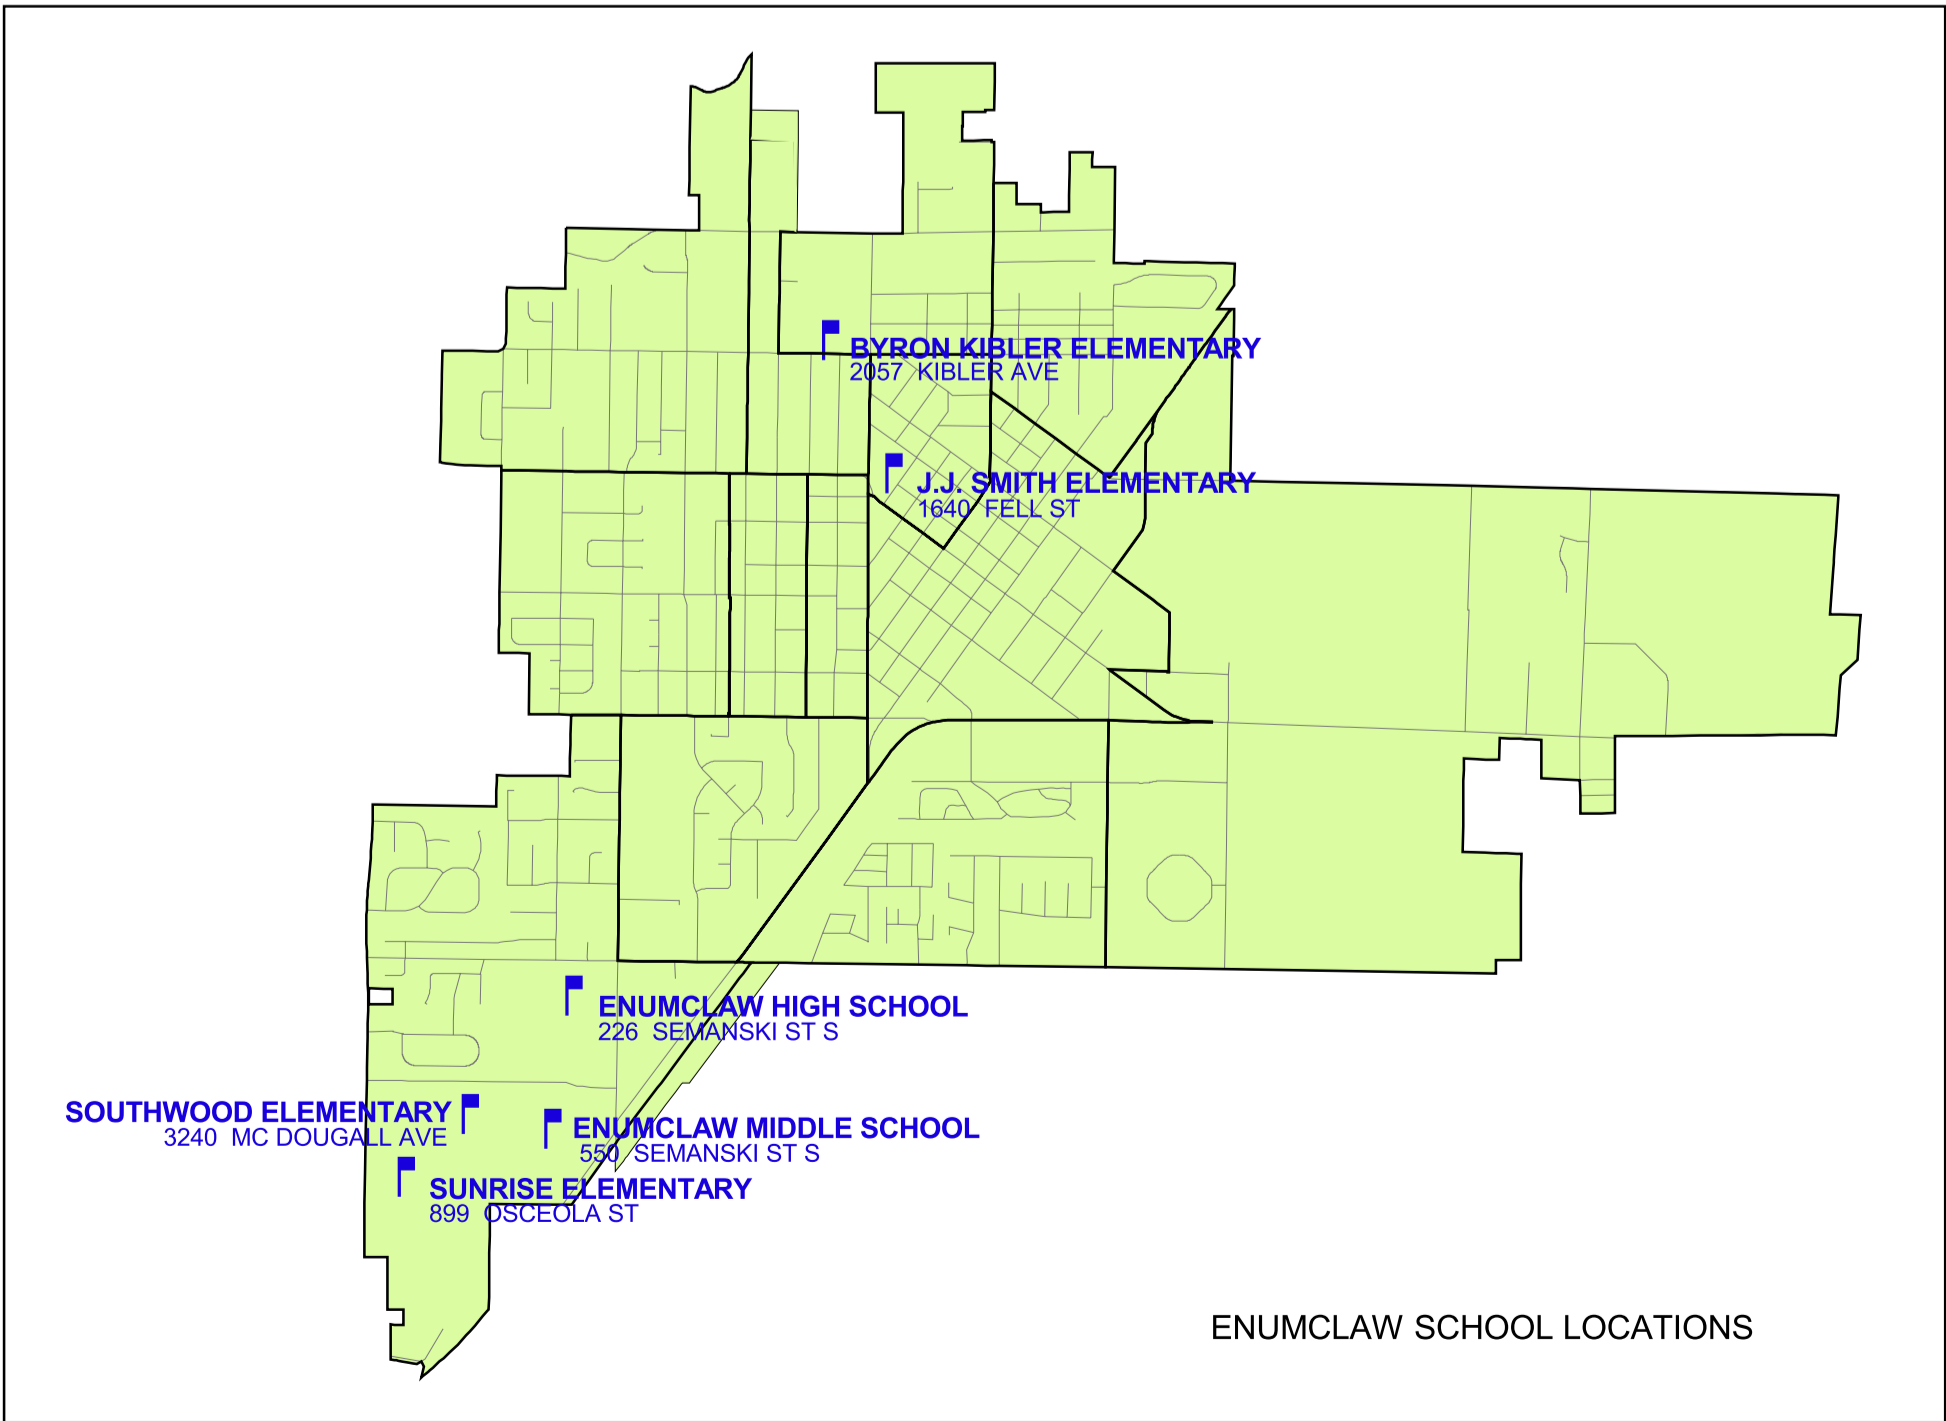 BYRON KIBLER ELEMENTARY
2057 KIBLER AVE
J.J. SMITH ELEMENTARY
1640 FELL ST
ENUMCLAW HIGH SCHOOL
226 SEMANSKI ST S
SOUTHWOOD ELEMENTARY
3240 MC DOUGALL AVE
ENUMCLAW MIDDLE SCHOOL
550 SEMANSKI ST S
SUNRISE ELEMENTARY
899 OSCEOLA ST
ENUMCLAW SCHOOL LOCATIONS